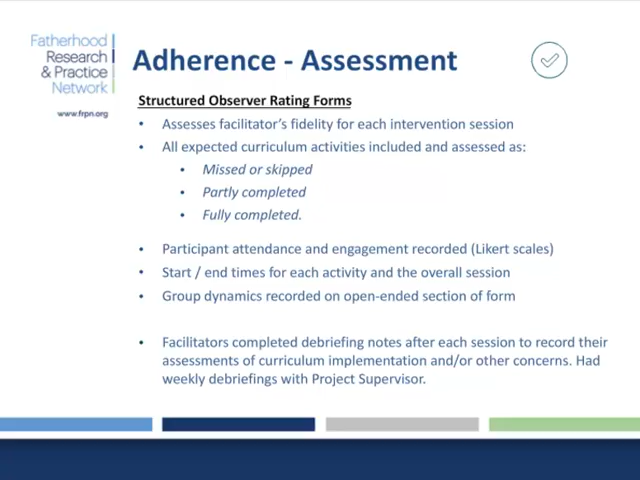 Fatherhood
Research
& Practice
Network
www.frpn.org
Adherence - Assessment
Structured Observer Rating Forms
• Assesses facilitator's fidelity for each intervention session
• All expected curriculum activities included and assessed as:
• Missed or skipped
• Partly completed
• Fully completed.
• Participant attendance and engagement recorded (Likert scales)
• Start / end times for each activity and the overall session
• Group dynamics recorded on open-ended section of form
• Facilitators completed debriefing notes after each session to record their
assessments of curriculum implementation and/or other concerns. Had
weekly debriefings with Project Supervisor.